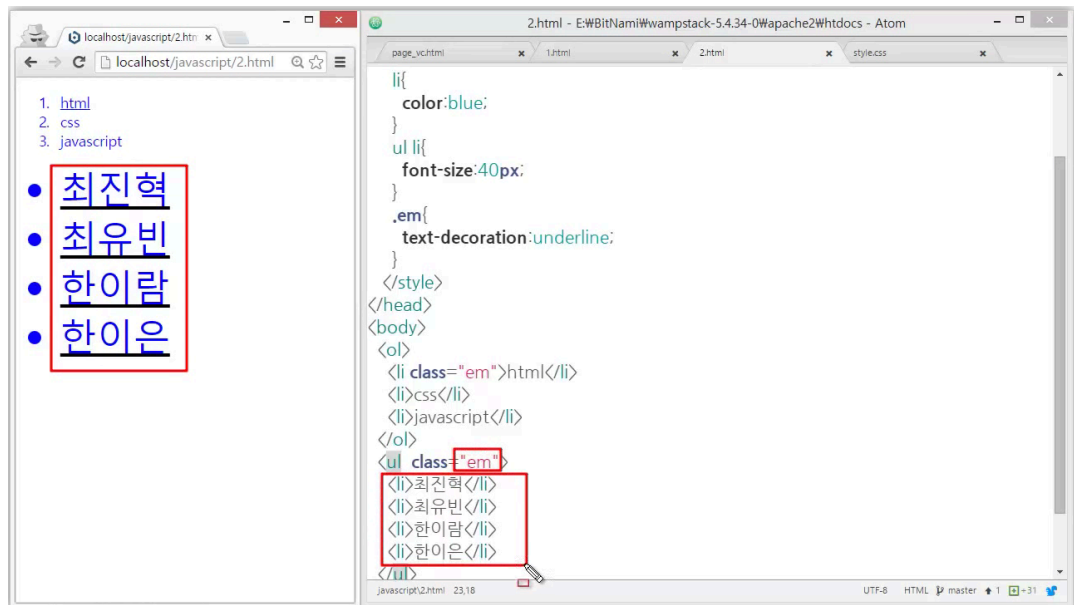 localhost/javascript/2.htm
localhost/javascript/2.html
1. html
2. css
3. javascript
최진혁
최유빈
한이람
한이은
2.html - E:₩BitNami₩wampstack-5.4.34-0₩apache2₩htdocs - Atom
page_vc.html
1.html
2.html
style.css
li{
color:blue;
}
ul li{
font-size:40px;
}
.em{
text-decoration:underline;
}
</style>
</head>
<body>
<ol>
<li class="em">html</li>
<li>css</li>
<li>javascript</li>
</ol>
<ul class="em">
<li>최진혁</li>
<li>최유빈</li>
<li>한이람</li>
<li>한이은</li>
</ul>
javascript\2.html 23,18
UTF-8 HTML master 1 +31